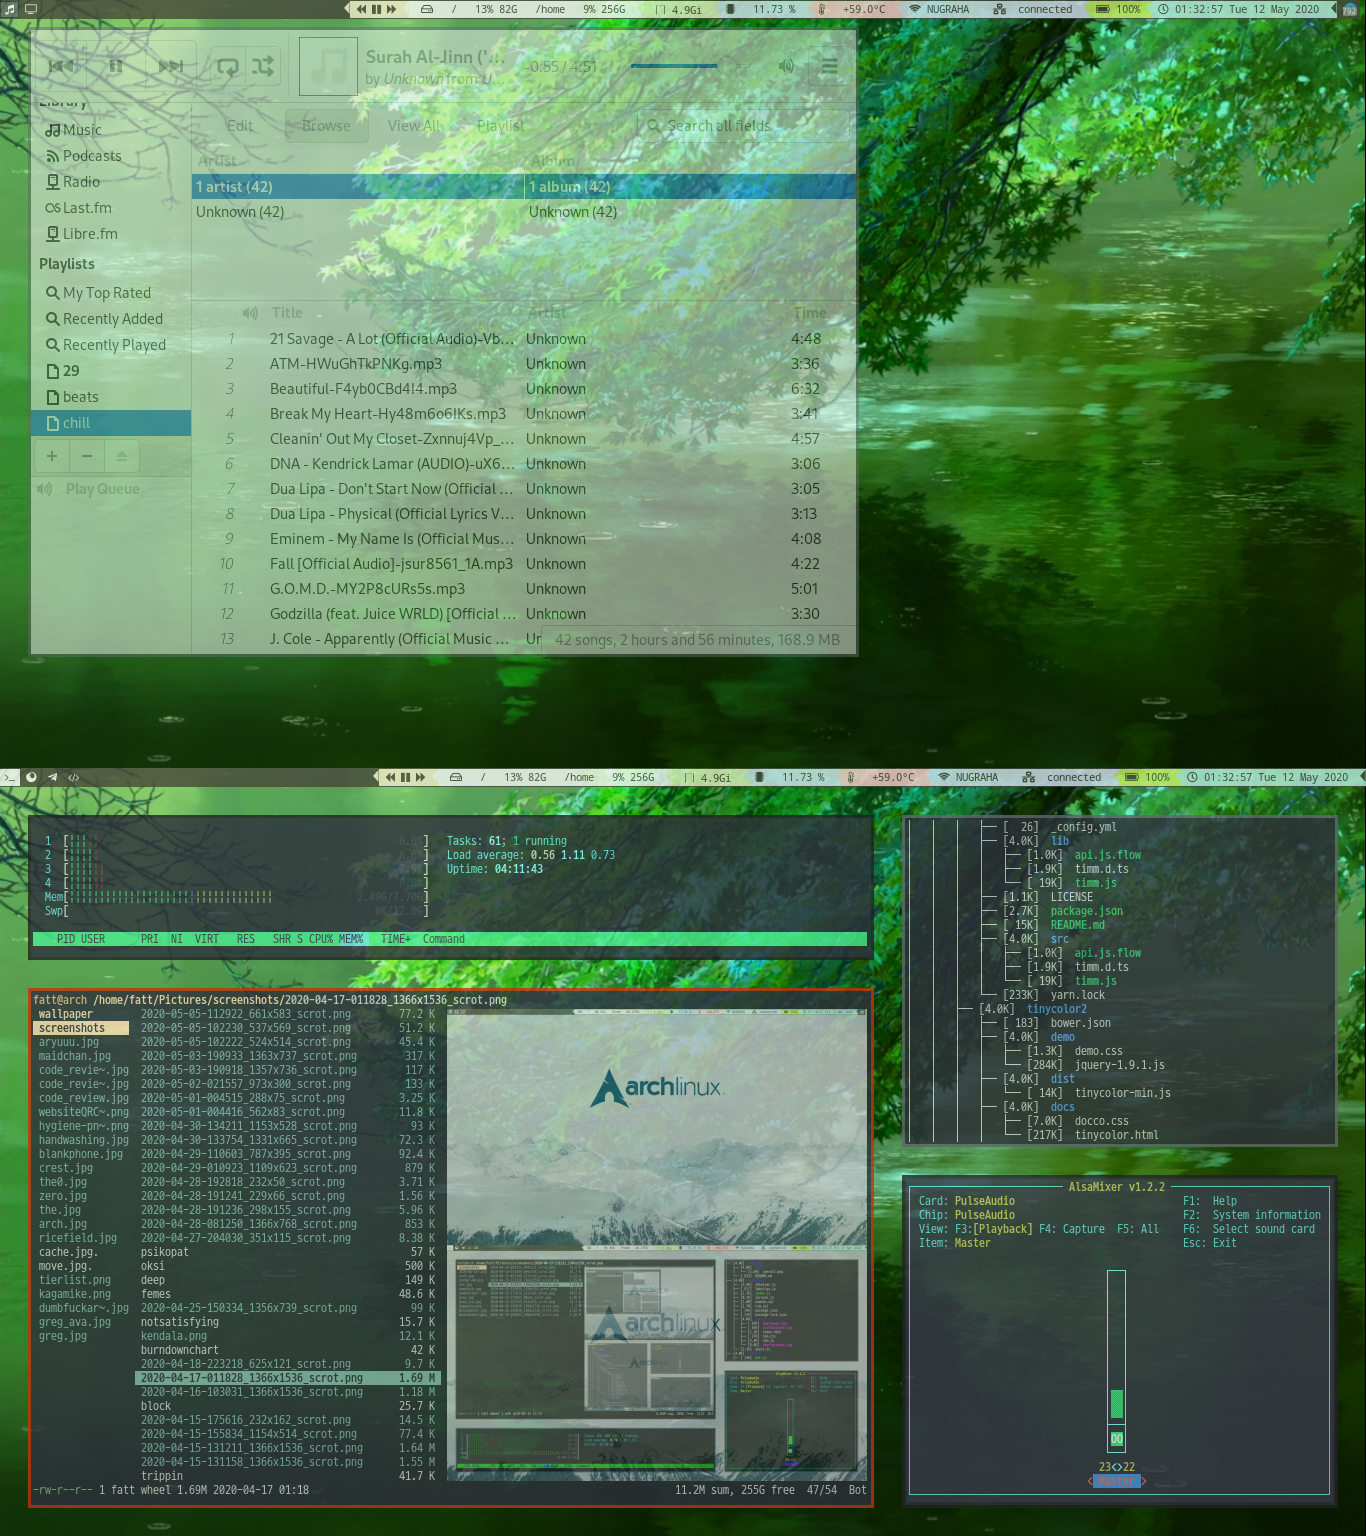 / 13% 82G /home 9% 256G 4.9Gi 11.73 % +59.0°C NUGRAHA connected 100% 01:32:57 Tue 12 May 2020
Surah Al-Jinn ('...
by Unknown from U...
-0:55 / 4:51
Library
Music
Podcasts
Radio
Last.fm
Libre.fm
Playlists
My Top Rated
Recently Added
Recently Played
29
beats
chill
Play Queue
Edit Browse View All Playlist Search all fields
Artist Album
1 artist (42) 1 album (42)
Unknown (42) Unknown (42)
Title Artist Time
1 21 Savage - A Lot (Official Audio)-Vb... Unknown 4:48
2 ATM-HWuGhTkPNKg.mp3 Unknown 3:36
3 Beautiful-F4yb0CBd4I4.mp3 Unknown 6:32
4 Break My Heart-Hy48m6o6IKs.mp3 Unknown 3:41
5 Cleanin' Out My Closet-Zxnnuj4Vp_... Unknown 4:57
6 DNA - Kendrick Lamar (AUDIO)-uX6... Unknown 3:06
7 Dua Lipa - Don't Start Now (Official ... Unknown 3:05
8 Dua Lipa - Physical (Official Lyrics V... Unknown 3:13
9 Eminem - My Name Is (Official Mus... Unknown 4:08
10 Fall [Official Audio]-jsur8561_1A.mp3 Unknown 4:22
11 G.O.M.D.-MY2P8cURs5s.mp3 Unknown 5:01
12 Godzilla (feat. Juice WRLD) [Official ... Unknown 3:30
13 J. Cole - Apparently (Official Music ... Ur
42 songs, 2 hours and 56 minutes, 168.9 MB
/ 13% 82G /home 9% 256G 4.9Gi 11.73 % +59.0°C NUGRAHA connected 100% 01:32:57 Tue 12 May 2020
1 [ ] Tasks: 61; 1 running
2 [ ] Load average: 0.56 1.11 0.73
3 [ ] Uptime: 04:11:43
4 [ ]
Mem[ ]
Swp[ ]
PID USER PRI NI VIRT RES SHR S CPU% MEM% TIME+ Command
fatt@arch /home/fatt/Pictures/screenshots/2020-04-17-011828_1366x1536_scrot.png
wallpaper 2020-05-05-112922_661x583_scrot.png 77.2 K
screenshots 2020-05-05-102230_537x569_scrot.png 51.2 K
aryuuu.jpg 2020-05-05-102222_524x514_scrot.png 45.4 K
maidchan.jpg 2020-05-03-190933_1363x737_scrot.png 317 K
code_revie~.jpg 2020-05-03-190918_1357x736_scrot.png 117 K
code_revie~.jpg 2020-05-02-021557_973x300_scrot.png 133 K
code_review.jpg 2020-05-01-004515_288x75_scrot.png 3.25 K
websiteQRC~.png 2020-05-01-004416_562x83_scrot.png 11.8 K
hygiene-pn~.png 2020-04-30-134211_1153x528_scrot.png 93 K
handwashing.jpg 2020-04-30-133754_1331x665_scrot.png 72.3 K
blankphone.jpg 2020-04-29-110603_787x395_scrot.png 92.4 K
crest.jpg 2020-04-29-010923_1109x623_scrot.png 879 K
the0.jpg 2020-04-28-192818_232x50_scrot.png 3.71 K
zero.jpg 2020-04-28-191241_229x66_scrot.png 1.56 K
the.jpg 2020-04-28-191236_298x155_scrot.png 5.96 K
arch.jpg 2020-04-28-081250_1366x768_scrot.png 853 K
ricefield.jpg 2020-04-27-204030_351x115_scrot.png 8.38 K
cache.jpg. psikopat 57 K
move.jpg. oksi 500 K
tierlist.png deep 149 K
kagamike.png femes 48.6 K
dumbfuckar~.jpg 2020-04-25-150334_1356x739_scrot.png 99 K
greg_ava.jpg notsatisfying 15.7 K
greg.jpg kendala.png 12.1 K
burndownchart 42 K
2020-04-18-223218_625x121_scrot.png 9.7 K
2020-04-17-011828_1366x1536_scrot.png 1.69 M
2020-04-16-103031_1366x1536_scrot.png 1.18 M
block 25.7 K
2020-04-15-175616_232x162_scrot.png 14.5 K
2020-04-15-155834_1154x514_scrot.png 77.4 K
2020-04-15-131211_1366x1536_scrot.png 1.64 M
2020-04-15-131158_1366x1536_scrot.png 1.55 M
trippin 41.7 K
-rw-r--r-- 1 fatt wheel 1.69M 2020-04-17 01:18 11.2M sum, 255G free 47/54 Bot
archlinux
archlinux
├── [ 26] _config.yml
├── [4.0K] lib
├── [1.0K] api.js.flow
├── [1.9K] timm.d.ts
└── [ 19K] timm.js
├── [1.1K] LICENSE
├── [2.7K] package.json
├── [ 15K] README.md
├── [4.0K] src
├── [1.0K] api.js.flow
├── [1.9K] timm.d.ts
└── [ 19K] timm.js
└── [233K] yarn.lock
├── [4.0K] tinycolor2
├── [ 183] bower.json
├── [4.0K] demo
├── [1.3K] demo.css
└── [284K] jquery-1.9.1.js
├── [4.0K] dist
└── [ 14K] tinycolor-min.js
├── [4.0K] docs
├── [7.0K] docco.css
└── [217K] tinycolor.html
AlsaMixer v1.2.2
Card: PulseAudio F1: Help
Chip: PulseAudio F2: System information
View: F3:[Playback] F4: Capture F5: All F6: Select sound card
Item: Master Esc: Exit
OO
23<>22
< Master >